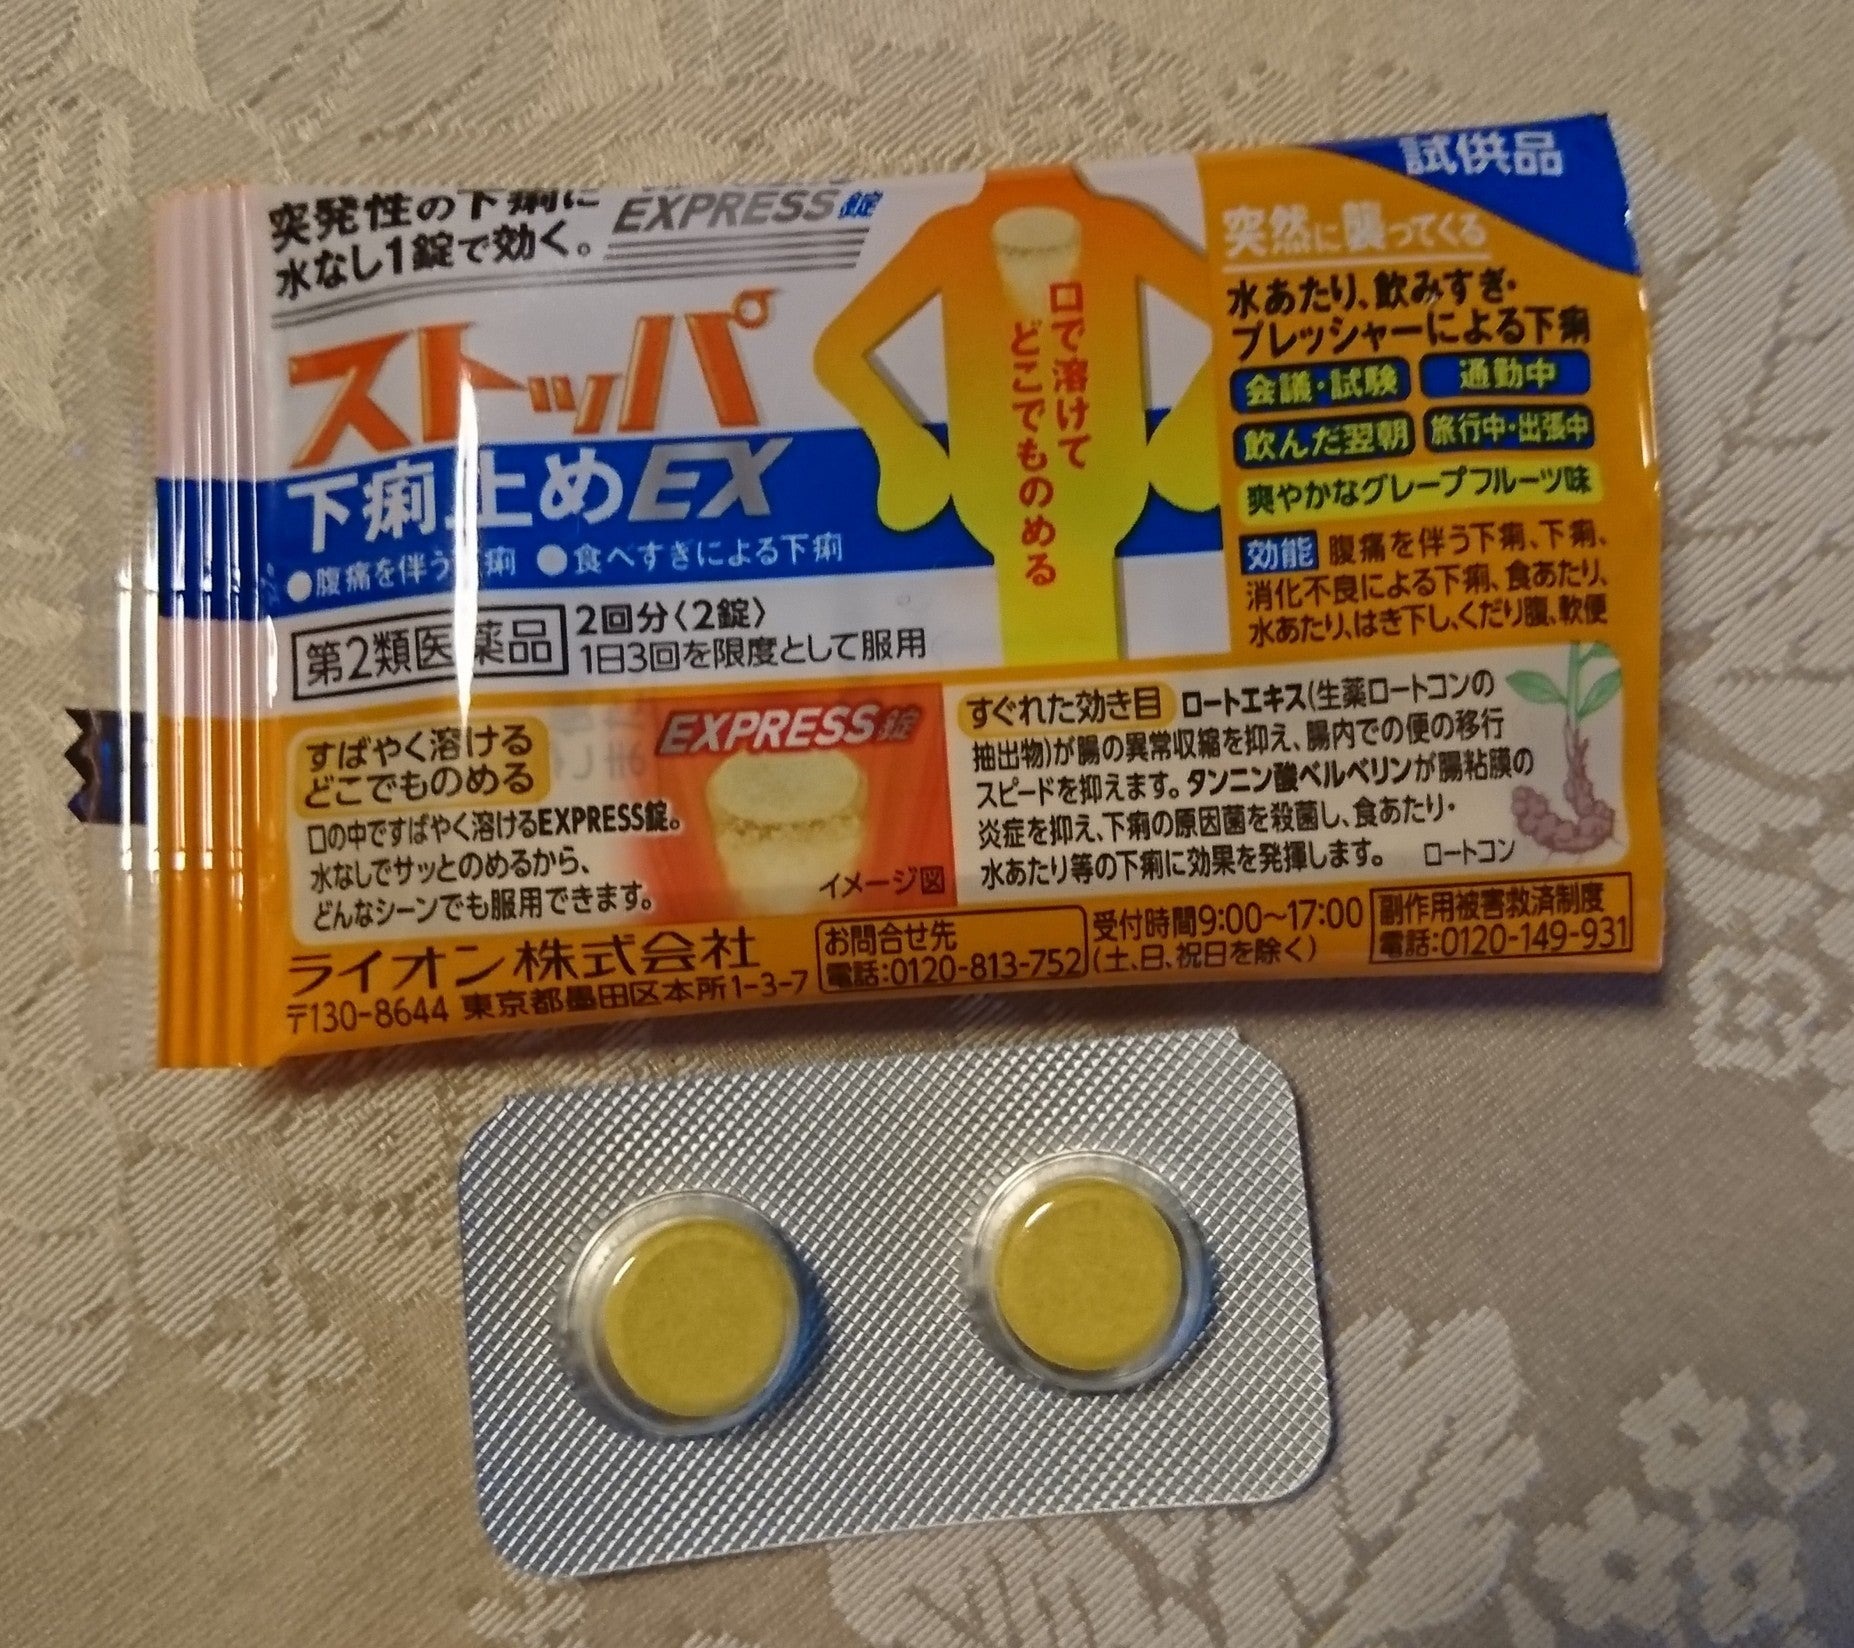 試供品
突発性の下痢に
水なし1錠で効く。
EXPRESS錠
ストッパ
下痢止めEX
●腹痛を伴う下痢 ●食べすぎによる下痢
第2類医薬品
2回分〈2錠〉
1日3回を限度として服用
口で溶けて
どこでものめる
突然に襲ってくる
水あたり、飲みすぎ・
プレッシャーによる下痢
会議・試験 通勤中
飲んだ翌朝 旅行中・出張中
爽やかなグレープフルーツ味
効能 腹痛を伴う下痢、下痢、
消化不良による下痢、食あたり、
水あたり、はき下し、くだり腹、軟便
すばやく溶ける
どこでものめる
口の中ですばやく溶けるEXPRESS錠。
水なしでサッとのめるから、
どんなシーンでも服用できます。
EXPRESS錠
イメージ図
すぐれた効き目 ロートエキス(生薬ロートコンの
抽出物)が腸の異常収縮を抑え、腸内での便の移行
スピードを抑えます。タンニン酸ベルベリンが腸粘膜の
炎症を抑え、下痢の原因菌を殺菌し、食あたり・
水あたり等の下痢に効果を発揮します。
ロートコン
ライオン株式会社
〒130-8644 東京都墨田区本所1-3-7
お問合せ先
電話:0120-813-752
受付時間9:00～17:00
(土、日、祝日を除く)
副作用被害救済制度
電話:0120-149-931